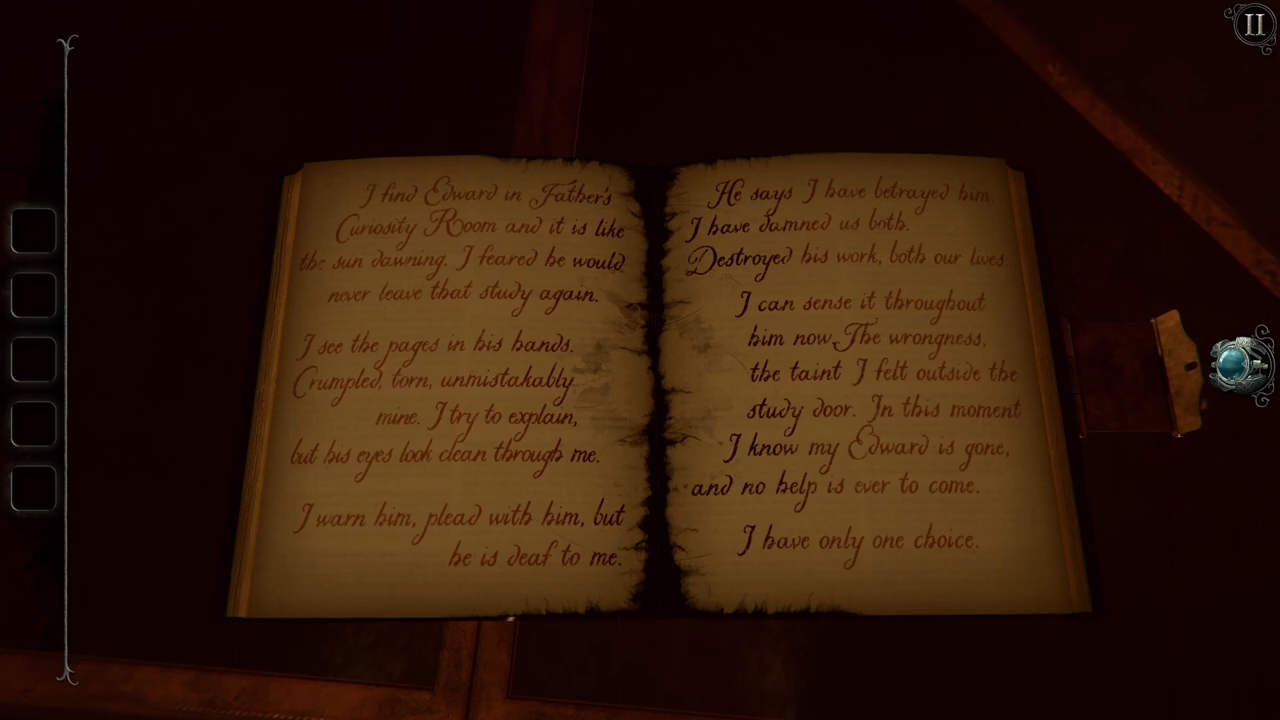 I find Edward in Father's
Curiosity Room and it is like
the sun dawning. I feared he would
never leave that study again.
I see the pages in his hands.
Crumpled, torn, unmistakably
mine. I try to explain,
but his eyes look clean through me.
I warn him, plead with him, but
he is deaf to me.
He says I have betrayed him.
I have damned us both.
Destroyed his work, both our lives.
I can sense it throughout
him now. The wrongness,
the taint I felt outside the
study door. In this moment
I know my Edward is gone,
and no help is ever to come.
I have only one choice.
II